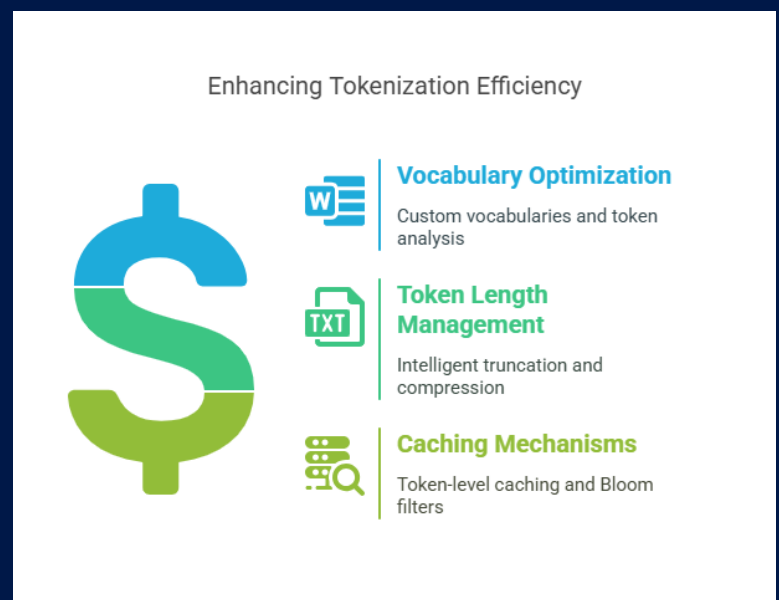 Enhancing Tokenization Efficiency
W
Vocabulary Optimization
Custom vocabularies and token
analysis
TXT
Token Length
Management
Intelligent truncation and
compression
Caching Mechanisms
Token-level caching and Bloom
filters